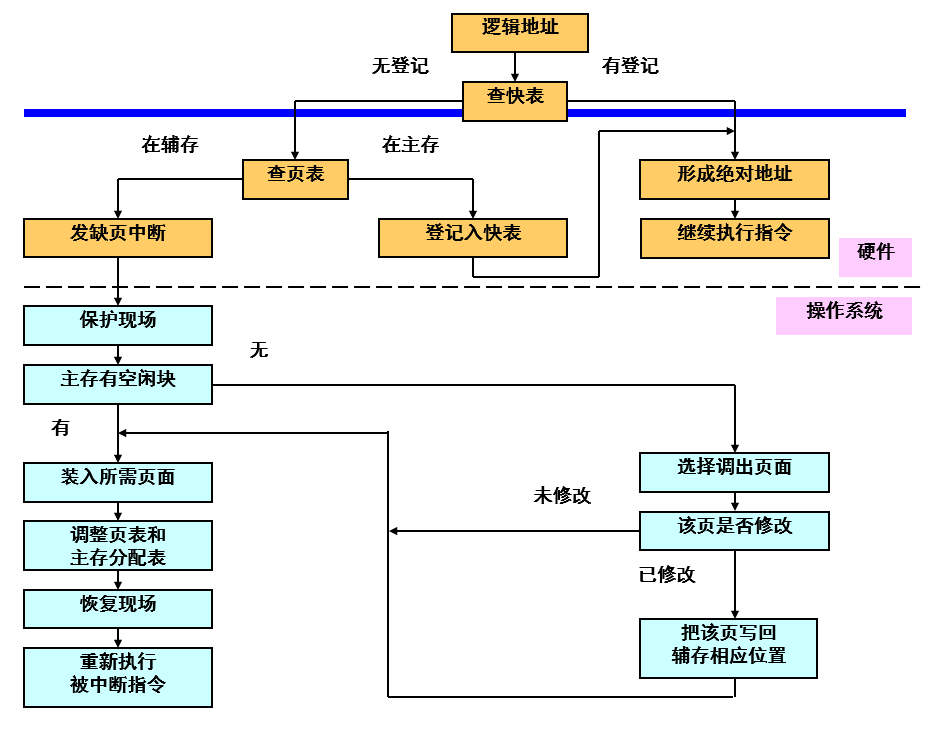 逻辑地址
无登记
有登记
查快表
在辅存
在主存
查页表
形成绝对地址
发缺页中断
登记入快表
继续执行指令
硬件
操作系统
保护现场
无
主存有空闲块
有
选择调出页面
装入所需页面
未修改
该页是否修改
调整页表和
主存分配表
已修改
恢复现场
把该页写回
辅存相应位置
重新执行
被中断指令